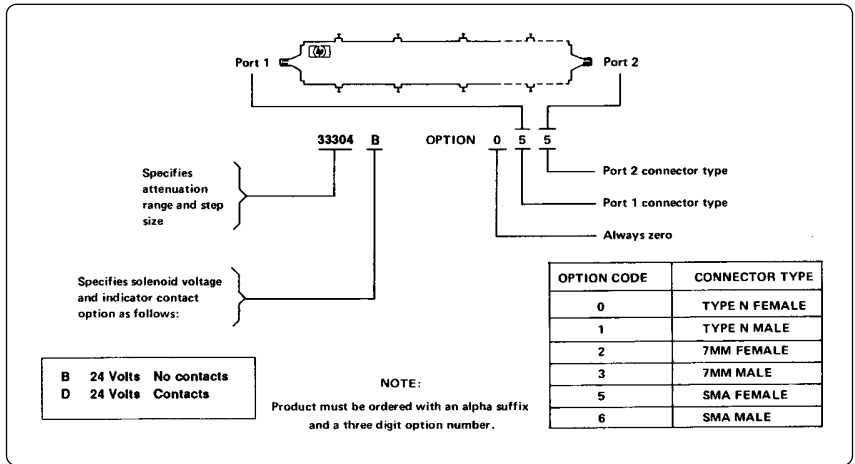 hp
Port 1
Port 2
33304 B OPTION 0 5 5
Specifies
attenuation
range and step
size
Port 2 connector type
Port 1 connector type
Always zero
Specifies solenoid voltage
and indicator contact
option as follows:
B 24 Volts No contacts
D 24 Volts Contacts
NOTE:
Product must be ordered with an alpha suffix
and a three digit option number.
OPTION CODE CONNECTOR TYPE
0 TYPE N FEMALE
1 TYPE N MALE
2 7MM FEMALE
3 7MM MALE
5 SMA FEMALE
6 SMA MALE